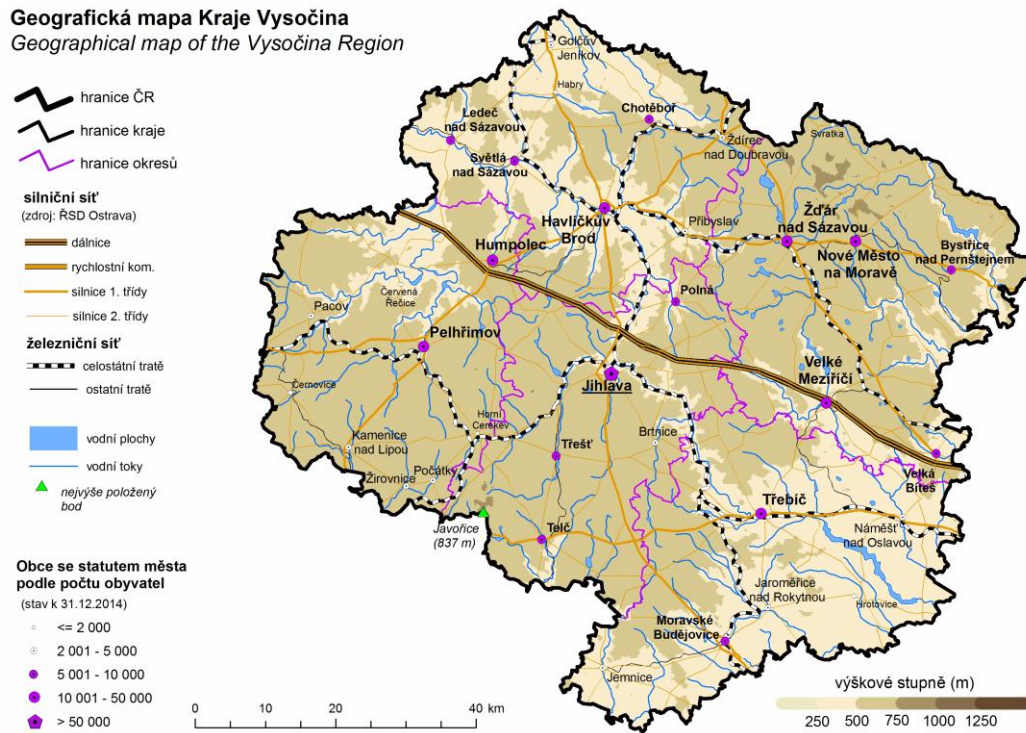 Geografická mapa Kraje Vysočina
Geographical map of the Vysočina Region
hranice ČR
hranice kraje
hranice okresů
silniční síť
(zdroj: ŘSD Ostrava)
dálnice
rychlostní kom.
silnice 1. třídy
silnice 2. třídy
železniční síť
celostátní tratě
ostatní tratě
vodní plochy
vodní toky
nejvýše položený
bod
Obce se statutem města
podle počtu obyvatel
(stav k 31.12.2014)
<= 2 000
2 001 - 5 000
5 001 - 10 000
10 001 - 50 000
> 50 000
Golčův
Jeníkov
Habry
Chotěboř
Ledeč
nad Sázavou
Světlá
nad Sázavou
Ždírec
nad Doubravou
Svratka
Havlíčkův
Brod
Přibyslav
Žďár
nad Sázavou
Nové Město
na Moravě
Bystřice
nad Pernštejnem
Humpolec
Polná
Červená
Řečice
Pacov
Pelhřimov
Velké
Meziříčí
Jihlava
Černovice
Horní
Cerekev
Kamenice
nad Lipou
Třešť
Brtnice
Počátky
Žirovnice
Velká
Bíteš
Javořice
(837 m)
Telč
Třebíč
Náměšť
nad Oslavou
Jaroměřice
nad Rokytnou
Hrotovice
Moravské
Budějovice
Jemnice
0 10 20 30 40 km
výškové stupně (m)
250 500 750 1000 1250